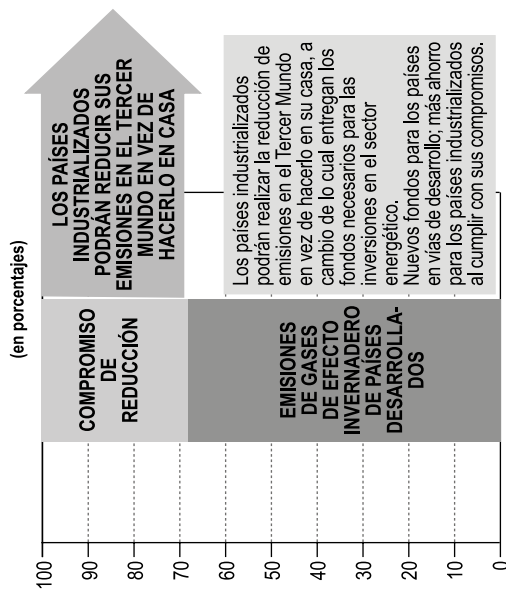 (en porcentajes)
100
90
80
70
60
50
40
30
20
10
0
COMPROMISO
DE
REDUCCIÓN
EMISIONES
DE GASES
DE EFECTO
INVERNADERO
DE PAÍSES
DESARROLLA-
DOS
LOS PAÍSES
INDUSTRIALIZADOS
PODRÁN REDUCIR SUS
EMISIONES EN EL TERCER
MUNDO EN VEZ DE
HACERLO EN CASA
Los países industrializados
podrán realizar la reducción de
emisiones en el Tercer Mundo
en vez de hacerlo en su casa, a
cambio de lo cual entregan los
fondos necesarios para las
inversiones en el sector
energético.
Nuevos fondos para los países
en vías de desarrollo; más ahorro
para los países industrializados
al cumplir con sus compromisos.